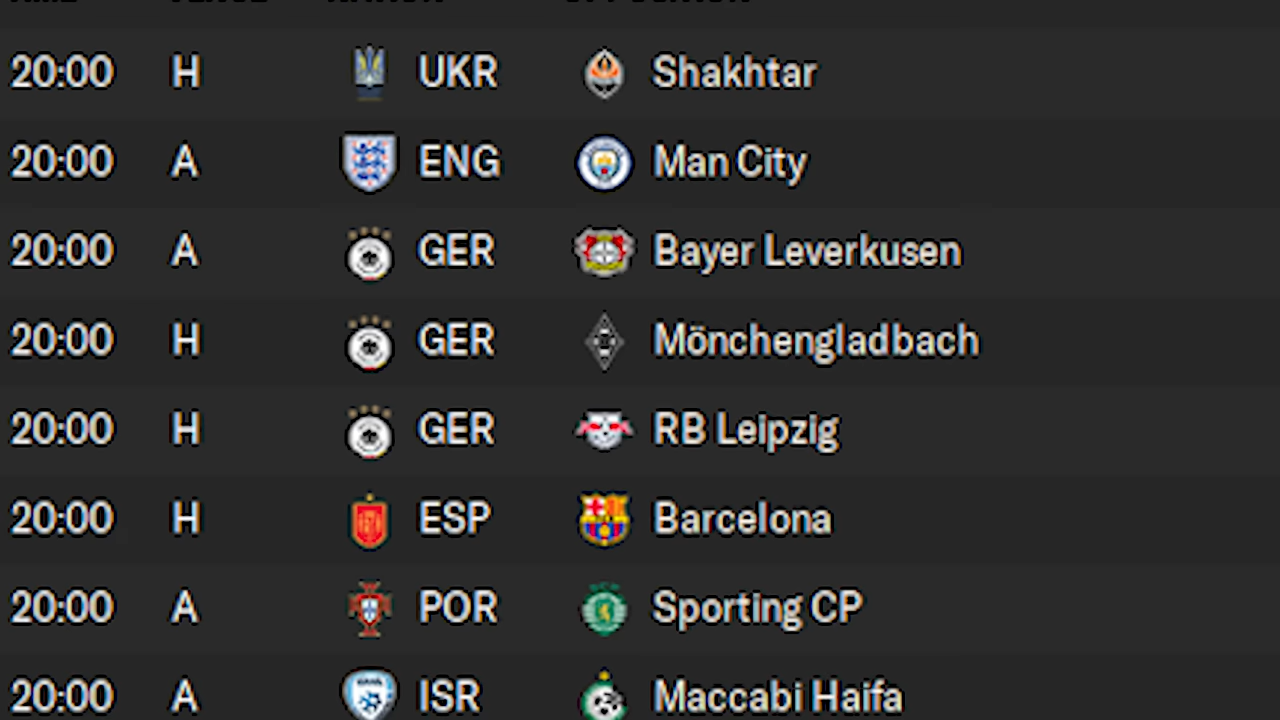 20:00 H UKR Shakhtar
20:00 A ENG Man City
20:00 A GER Bayer Leverkusen
20:00 H GER Mönchengladbach
20:00 H GER RB Leipzig
20:00 H ESP Barcelona
20:00 A POR Sporting CP
20:00 A ISR Maccabi Haifa